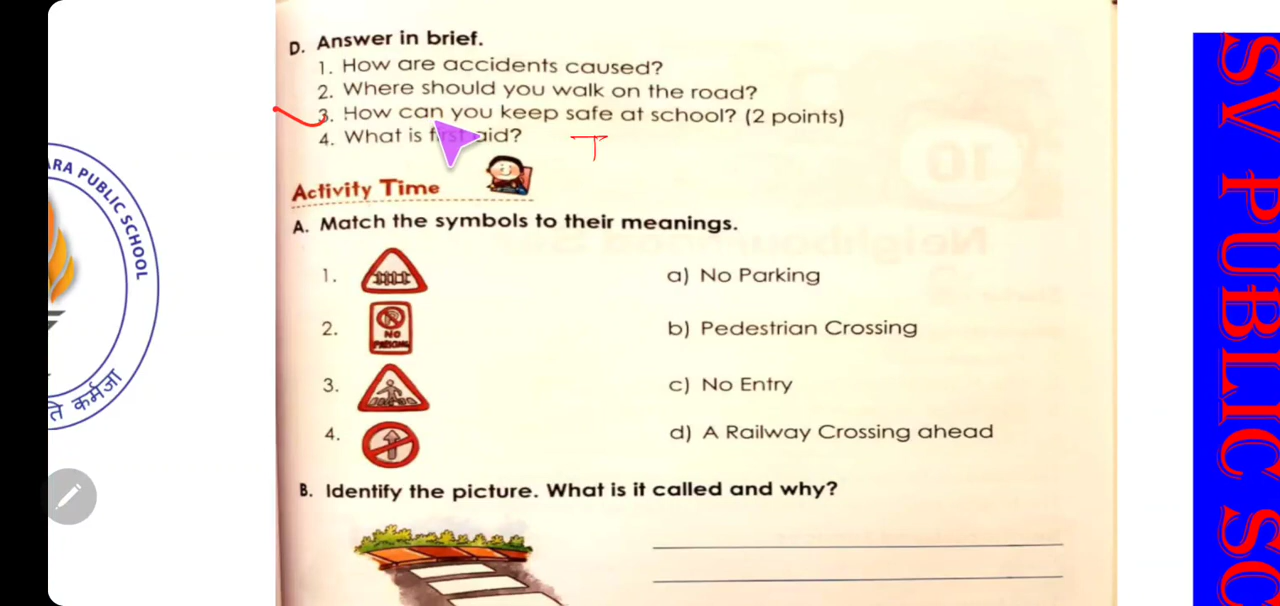 D. Answer in brief.
1. How are accidents caused?
2. Where should you walk on the road?
3. How can you keep safe at school? (2 points)
4. What is first aid?
T
Activity Time
A. Match the symbols to their meanings.
1. a) No Parking
2. NO PARKING b) Pedestrian Crossing
3. c) No Entry
4. d) A Railway Crossing ahead
B. Identify the picture. What is it called and why?
ARA PUBLIC SCHOOL
ते कर्मजा
SV PUBLIC SC
10